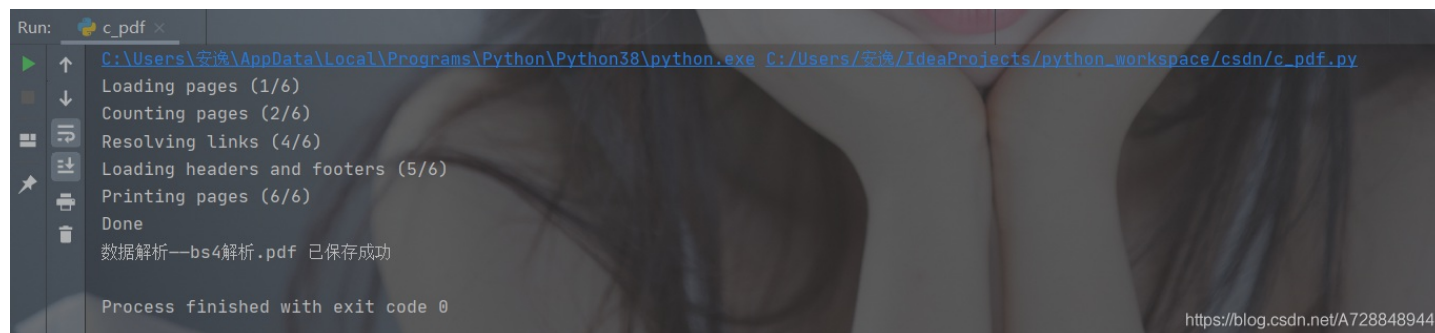 Run: c_pdf ×
C:\Users\安逸\AppData\Local\Programs\Python\Python38\python.exe C:/Users/安逸/IdeaProjects/python_workspace/csdn/c_pdf.py
Loading pages (1/6)
Counting pages (2/6)
Resolving links (4/6)
Loading headers and footers (5/6)
Printing pages (6/6)
Done
数据解析——bs4解析.pdf 已保存成功
Process finished with exit code 0
https://blog.csdn.net/A728848944